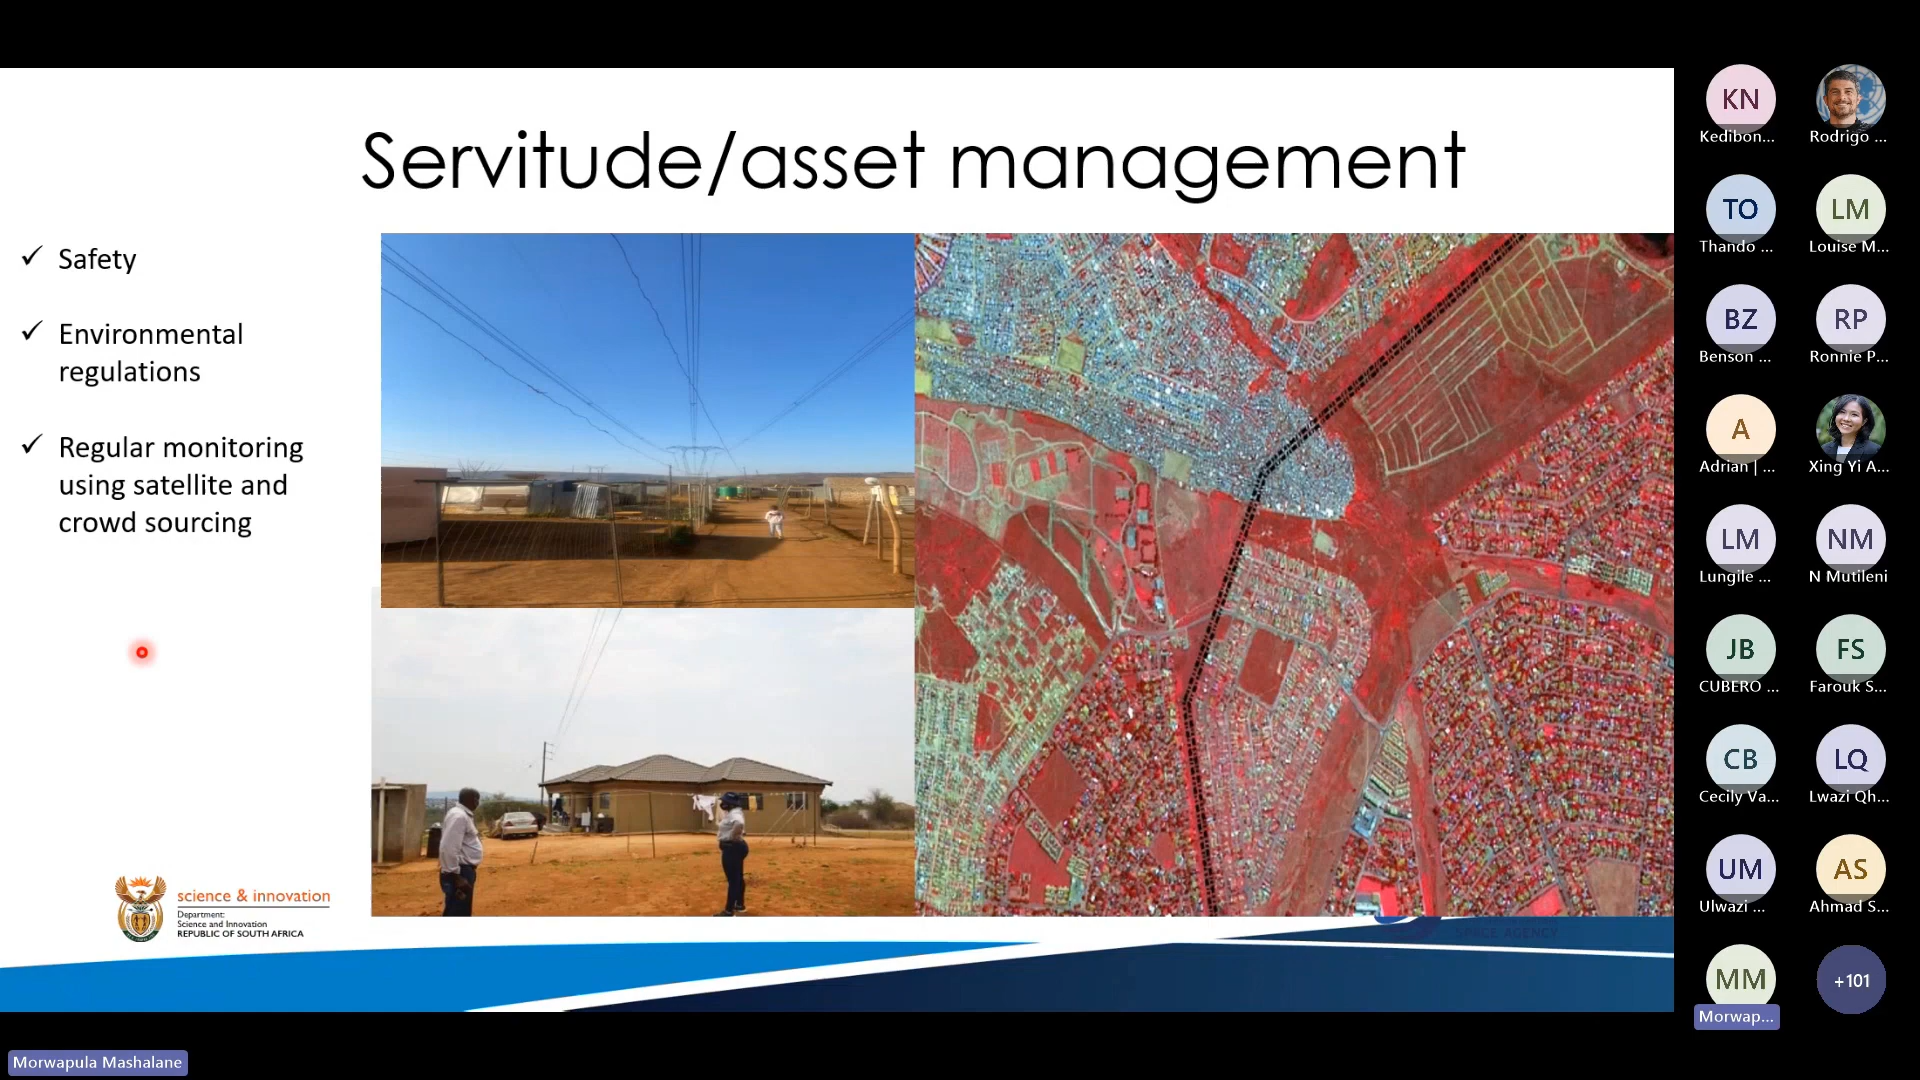 Servitude/asset management
✓ Safety
✓ Environmental
regulations
✓ Regular monitoring
using satellite and
crowd sourcing
science & innovation
Department:
Science and Innovation
REPUBLIC OF SOUTH AFRICA
SPACE AGENCY
KN
Kedibon...
Rodrigo ...
TO
Thando ...
LM
Louise M...
BZ
Benson ...
RP
Ronnie P...
A
Adrian | ...
Xing Yi A...
LM
Lungile ...
NM
N Mutileni
JB
CUBERO ...
FS
Farouk S...
CB
Cecily Va...
LQ
Lwazi Qh...
UM
Ulwazi ...
AS
Ahmad S...
MM
Morwap...
+101
Morwapula Mashalane